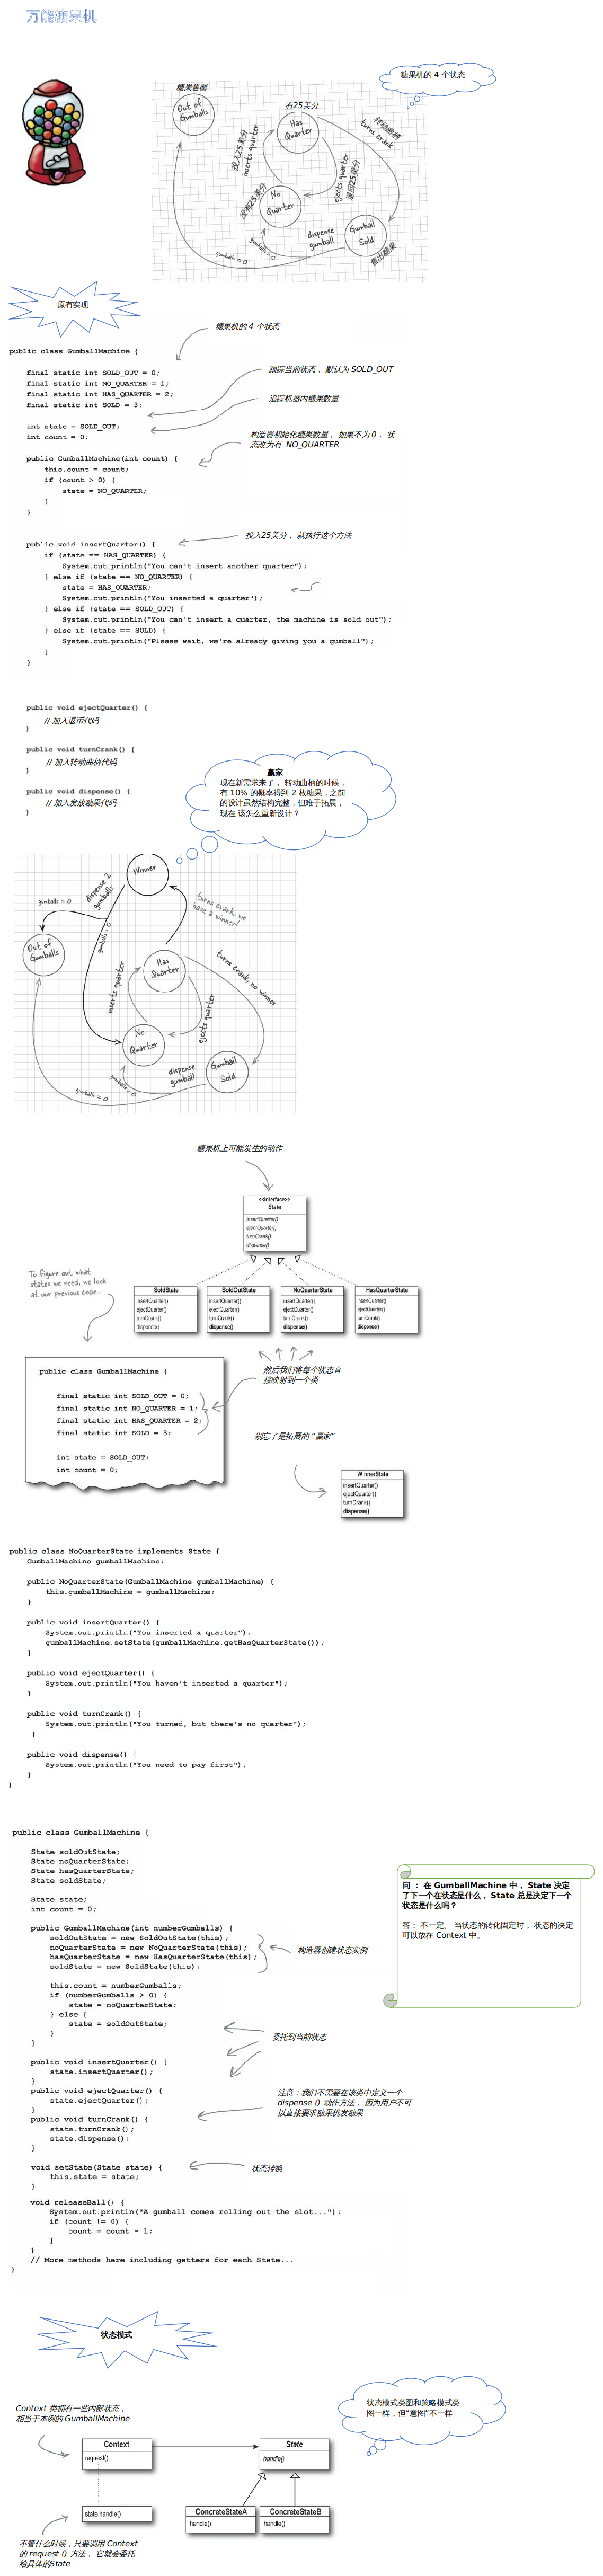 万能糖果机
糖果机的 4 个状态
糖果售罄
Out of
Gumballs
有25美分
Has
Quarter
转动曲柄
turns crank
投入25美分
inserts quarter
ejects quarter
退回25美分
没有25美分
No
Quarter
dispense
gumball
Gumball
Sold
售出糖果
gumballs = 0
gumballs > 0
原有实现
糖果机的 4 个状态
public class GumballMachine {
跟踪当前状态， 默认为 SOLD_OUT
final static int SOLD_OUT = 0;
final static int NO_QUARTER = 1;
final static int HAS_QUARTER = 2;
final static int SOLD = 3;
追踪机器内糖果数量
int state = SOLD_OUT;
int count = 0;
构造器初始化糖果数量， 如果不为 0， 状
态改为有 NO_QUARTER
public GumballMachine(int count) {
this.count = count;
if (count > 0) {
state = NO_QUARTER;
}
}
投入25美分， 就执行这个方法
public void insertQuarter() {
if (state == HAS_QUARTER) {
System.out.println("You can't insert another quarter");
} else if (state == NO_QUARTER) {
state = HAS_QUARTER;
System.out.println("You inserted a quarter");
} else if (state == SOLD_OUT) {
System.out.println("You can't insert a quarter, the machine is sold out");
} else if (state == SOLD) {
System.out.println("Please wait, we're already giving you a gumball");
}
}
public void ejectQuarter() {
// 加入退币代码
}
public void turnCrank() {
// 加入转动曲柄代码
}
public void dispense() {
// 加入发放糖果代码
}
赢家
现在新需求来了， 转动曲柄的时候，
有 10% 的概率得到 2 枚糖果，之前
的设计虽然结构完整，但难于拓展，
现在 该怎么重新设计？
Winner
dispense 2
gumballs
gumballs = 0
gumballs > 0
turns crank, we
have a winner!
Out of
Gumballs
Has
Quarter
inserts quarter
ejects quarter
turns crank, no winner
No
Quarter
dispense
gumball
Gumball
Sold
gumballs = 0
gumballs > 0
糖果机上可能发生的动作
<<interface>>
State
insertQuarter()
ejectQuarter()
turnCrank()
dispense()
To figure out what
states we need, we look
at our previous code...
SoldState
insertQuarter()
ejectQuarter()
turnCrank()
dispense()
SoldOutState
insertQuarter()
ejectQuarter()
turnCrank()
dispense()
NoQuarterState
insertQuarter()
ejectQuarter()
turnCrank()
dispense()
HasQuarterState
insertQuarter()
ejectQuarter()
turnCrank()
dispense()
public class GumballMachine {
final static int SOLD_OUT = 0;
final static int NO_QUARTER = 1;
final static int HAS_QUARTER = 2;
final static int SOLD = 3;
int state = SOLD_OUT;
int count = 0;
然后我们将每个状态直
接映射到一个类
别忘了是拓展的 “赢家”
WinnerState
insertQuarter()
ejectQuarter()
turnCrank()
dispense()
public class NoQuarterState implements State {
GumballMachine gumballMachine;
public NoQuarterState(GumballMachine gumballMachine) {
this.gumballMachine = gumballMachine;
}
public void insertQuarter() {
System.out.println("You inserted a quarter");
gumballMachine.setState(gumballMachine.getHasQuarterState());
}
public void ejectQuarter() {
System.out.println("You haven't inserted a quarter");
}
public void turnCrank() {
System.out.println("You turned, but there's no quarter");
}
public void dispense() {
System.out.println("You need to pay first");
}
}
public class GumballMachine {
State soldOutState;
State noQuarterState;
State hasQuarterState;
State soldState;
State state;
int count = 0;
问 ： 在 GumballMachine 中， State 决定
了下一个在状态是什么， State 总是决定下一个
状态是什么吗？
答： 不一定。 当状态的转化固定时， 状态的决定
可以放在 Context 中。
public GumballMachine(int numberGumballs) {
soldOutState = new SoldOutState(this);
noQuarterState = new NoQuarterState(this);
hasQuarterState = new HasQuarterState(this);
soldState = new SoldState(this);
构造器创建状态实例
this.count = numberGumballs;
if (numberGumballs > 0) {
state = noQuarterState;
} else {
state = soldOutState;
}
}
委托到当前状态
public void insertQuarter() {
state.insertQuarter();
}
public void ejectQuarter() {
state.ejectQuarter();
}
public void turnCrank() {
state.turnCrank();
state.dispense();
}
注意：我们不需要在该类中定义一个
dispense () 动作方法， 因为用户不可
以直接要求糖果机发糖果
void setState(State state) {
this.state = state;
}
状态转换
void releaseBall() {
System.out.println("A gumball comes rolling out the slot...");
if (count != 0) {
count = count - 1;
}
}
// More methods here including getters for each State...
}
状态模式
状态模式类图和策略模式类
图一样，但“意图”不一样
Context 类拥有一些内部状态，
相当于本例的 GumballMachine
Context
request()
State
handle()
state.handle()
ConcreteStateA
handle()
ConcreteStateB
handle()
不管什么时候，只要调用 Context
的 request () 方法， 它就会委托
给具体的State